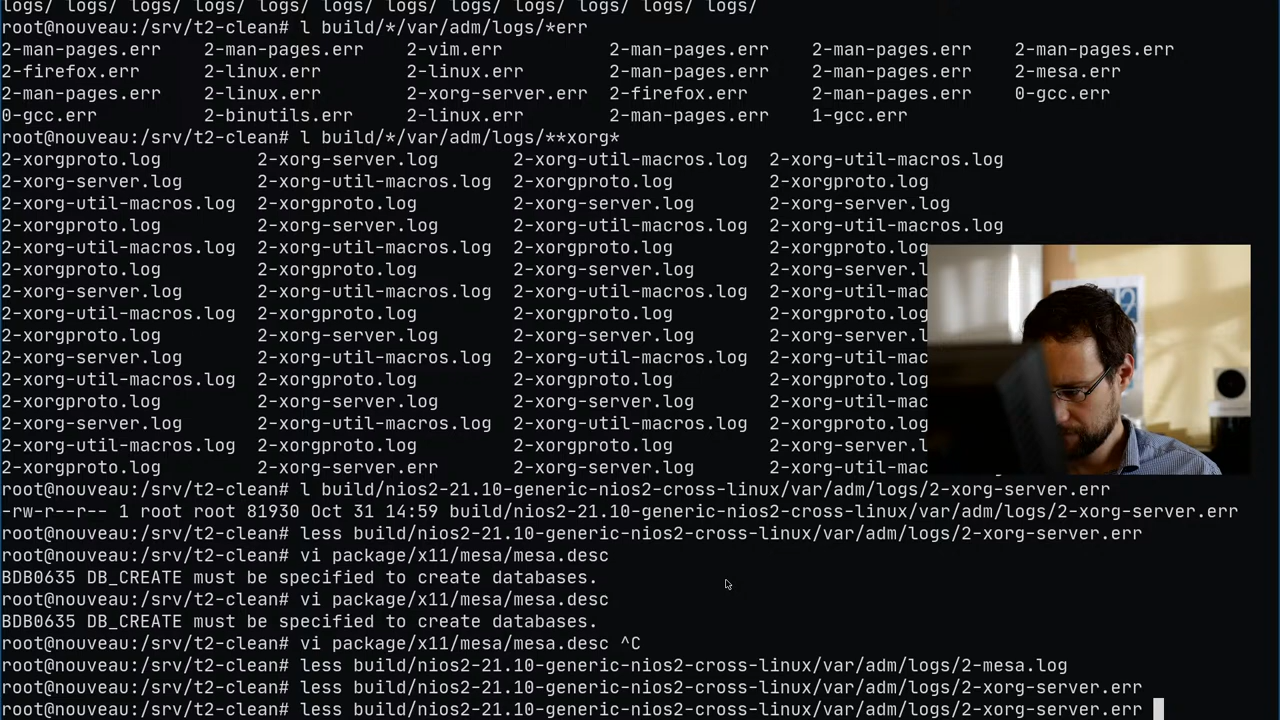 logs/ logs/ logs/ logs/ logs/ logs/ logs/ logs/ logs/ logs/ logs/
root@nouveau:/srv/t2-clean# l build/*/var/adm/logs/*err
2-man-pages.err 2-man-pages.err 2-vim.err 2-man-pages.err 2-man-pages.err 2-man-pages.err
2-firefox.err 2-linux.err 2-linux.err 2-man-pages.err 2-man-pages.err 2-mesa.err
2-man-pages.err 2-linux.err 2-xorg-server.err 2-firefox.err 2-man-pages.err 0-gcc.err
0-gcc.err 2-binutils.err 2-linux.err 2-man-pages.err 1-gcc.err
root@nouveau:/srv/t2-clean# l build/*/var/adm/logs/**xorg*
2-xorgproto.log 2-xorg-server.log 2-xorg-util-macros.log 2-xorg-util-macros.log
2-xorg-server.log 2-xorg-util-macros.log 2-xorgproto.log 2-xorgproto.log
2-xorg-util-macros.log 2-xorgproto.log 2-xorg-server.log 2-xorg-server.log
2-xorgproto.log 2-xorg-server.log 2-xorg-util-macros.log 2-xorg-util-macros.log
2-xorg-util-macros.log 2-xorg-util-macros.log 2-xorgproto.log 2-xorgproto.log
2-xorgproto.log 2-xorgproto.log 2-xorg-server.log 2-xorg-server.l
2-xorg-server.log 2-xorg-util-macros.log 2-xorg-util-macros.log 2-xorg-util-mac
2-xorg-util-macros.log 2-xorgproto.log 2-xorgproto.log 2-xorgproto.log
2-xorgproto.log 2-xorg-server.log 2-xorg-server.log 2-xorg-server.l
2-xorg-server.log 2-xorg-util-macros.log 2-xorg-util-macros.log 2-xorg-util-mac
2-xorg-util-macros.log 2-xorgproto.log 2-xorgproto.log 2-xorgproto.log
2-xorgproto.log 2-xorg-server.log 2-xorg-server.log 2-xorg-server.l
2-xorg-server.log 2-xorg-util-macros.log 2-xorg-util-macros.log 2-xorg-util-mac
2-xorg-util-macros.log 2-xorgproto.log 2-xorgproto.log 2-xorg-server.l
2-xorgproto.log 2-xorg-server.err 2-xorg-server.log 2-xorg-util-mac
root@nouveau:/srv/t2-clean# l build/nios2-21.10-generic-nios2-cross-linux/var/adm/logs/2-xorg-server.err
-rw-r--r-- 1 root root 81930 Oct 31 14:59 build/nios2-21.10-generic-nios2-cross-linux/var/adm/logs/2-xorg-server.err
root@nouveau:/srv/t2-clean# less build/nios2-21.10-generic-nios2-cross-linux/var/adm/logs/2-xorg-server.err
root@nouveau:/srv/t2-clean# vi package/x11/mesa/mesa.desc
BDB0635 DB_CREATE must be specified to create databases.
root@nouveau:/srv/t2-clean# vi package/x11/mesa/mesa.desc
BDB0635 DB_CREATE must be specified to create databases.
root@nouveau:/srv/t2-clean# vi package/x11/mesa/mesa.desc ^C
root@nouveau:/srv/t2-clean# less build/nios2-21.10-generic-nios2-cross-linux/var/adm/logs/2-mesa.log
root@nouveau:/srv/t2-clean# less build/nios2-21.10-generic-nios2-cross-linux/var/adm/logs/2-xorg-server.err
root@nouveau:/srv/t2-clean# less build/nios2-21.10-generic-nios2-cross-linux/var/adm/logs/2-xorg-server.err